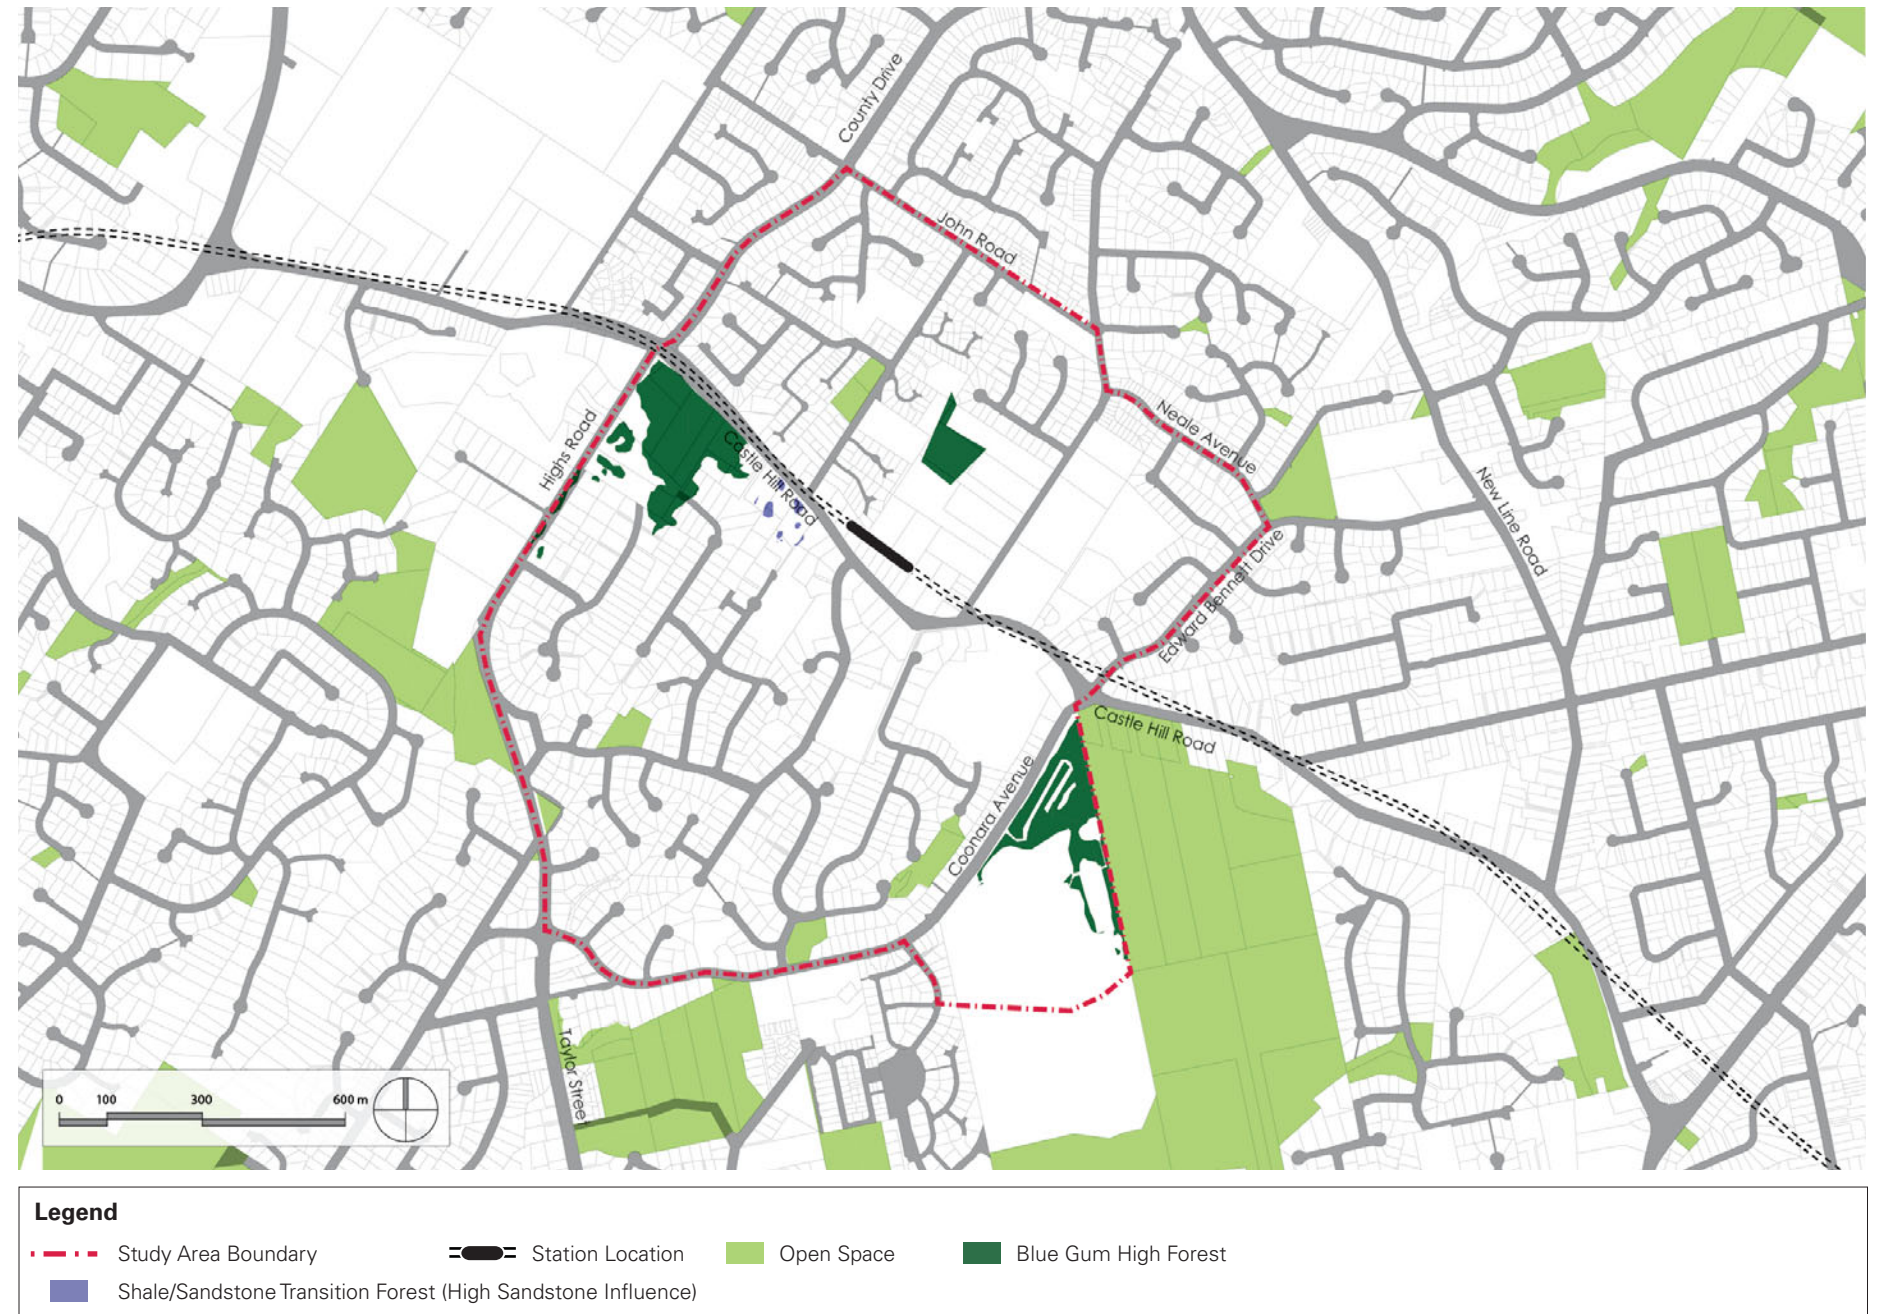 County Drive
John Road
Highs Road
Castle Hill Road
Neale Avenue
New Line Road
Edward Bennett Drive
Castle Hill Road
Coonara Avenue
Taylor Street
0 100 300 600 m
Legend
Study Area Boundary Station Location Open Space Blue Gum High Forest
Shale/Sandstone Transition Forest (High Sandstone Influence)